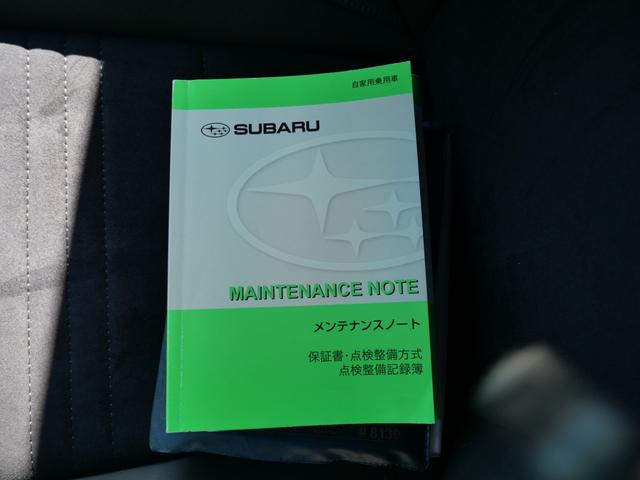 自家用乗用車
SUBARU
MAINTENANCE NOTE
メンテナンスノート
保証書・点検整備方式
点検整備記録簿
8139